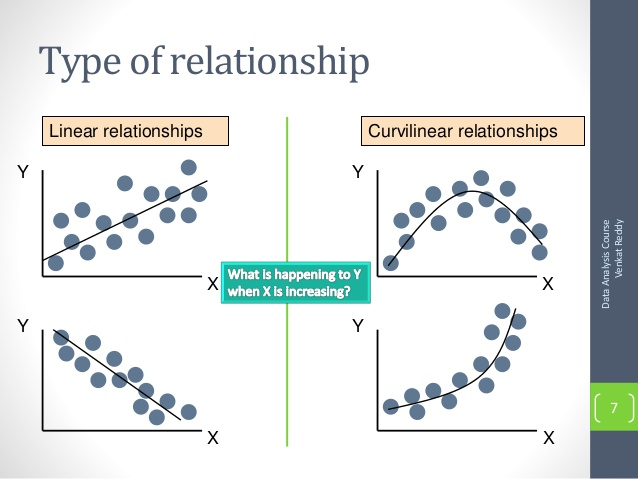 Type of relationship
Linear relationships
Curvilinear relationships
Y
X
Y
X
What is happening to Y
when X is increasing?
Y
X
Y
X
Data Analysis Course
Venkat Reddy
7